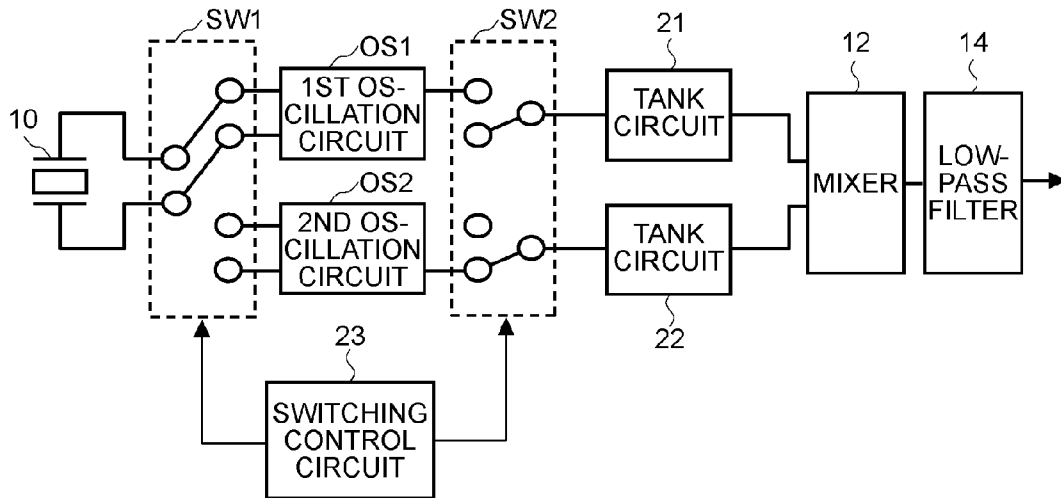 SW1
OS1
SW2
21
12
14
10
1ST OS-
CILLATION
CIRCUIT
TANK
CIRCUIT
MIXER
LOW-
PASS
FILTER
OS2
2ND OS-
CILLATION
CIRCUIT
TANK
CIRCUIT
22
23
SWITCHING
CONTROL
CIRCUIT